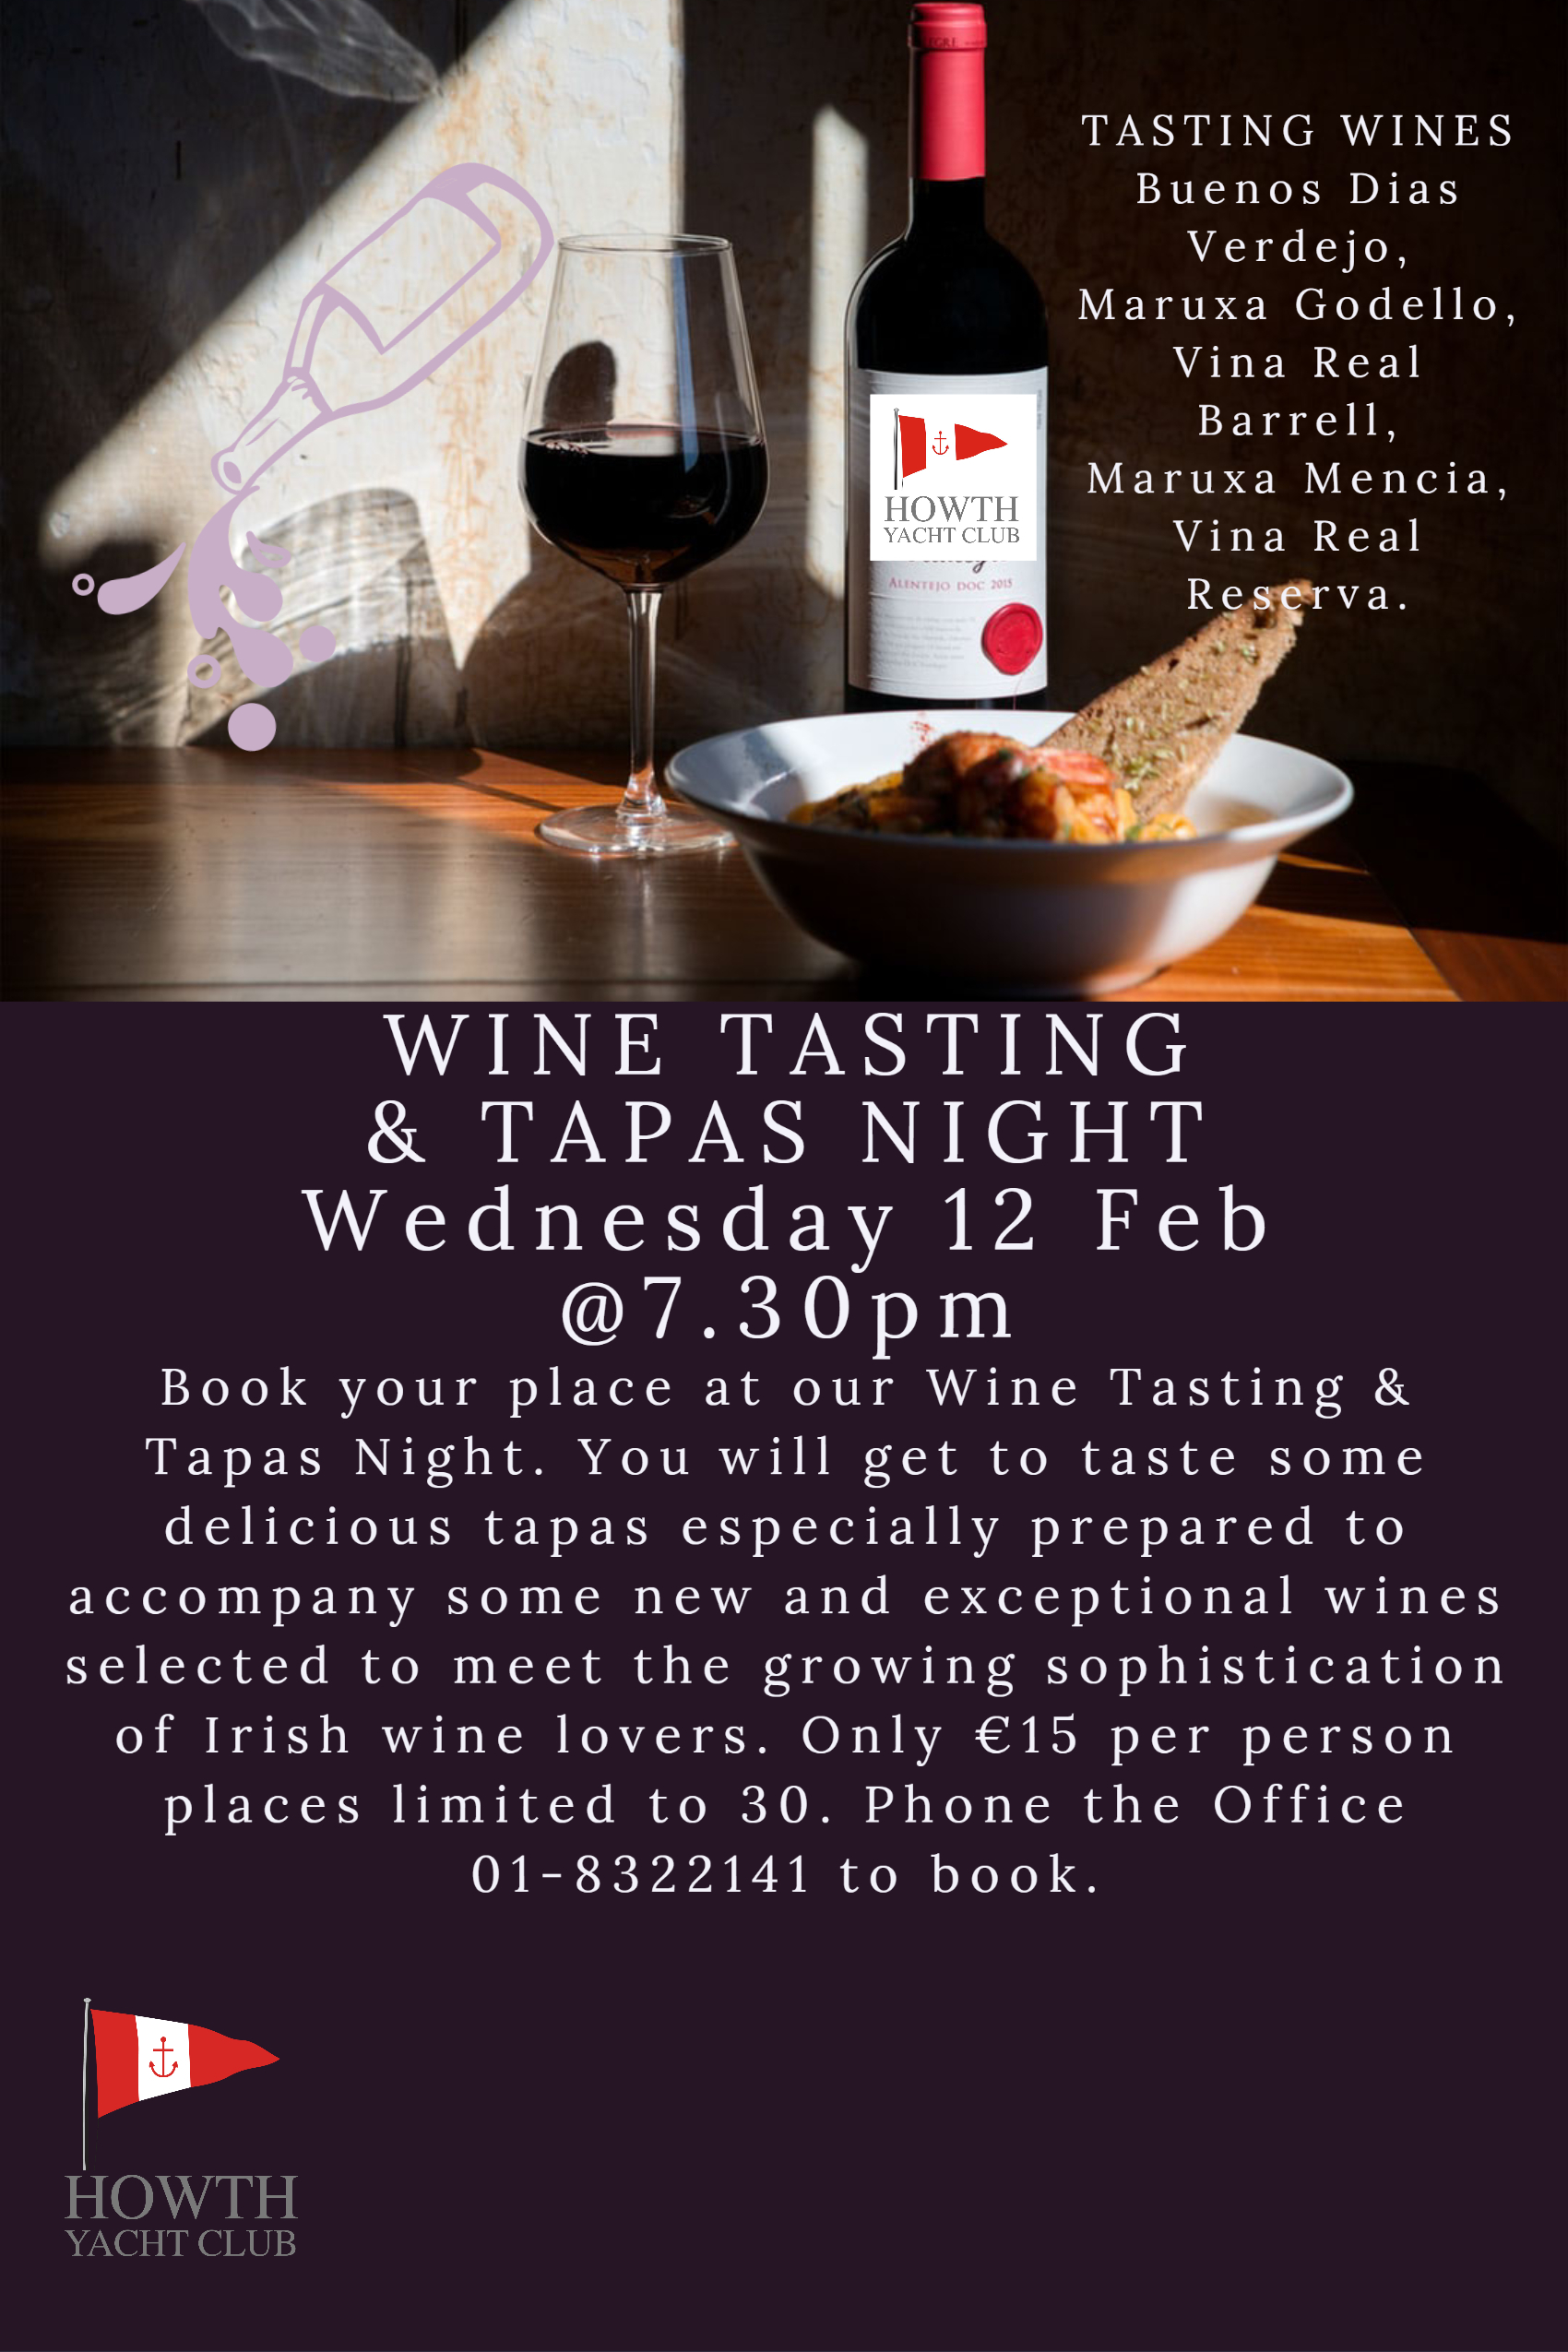 TASTING WINES
Buenos Dias
Verdejo,
Maruxa Godello,
Vina Real
Barrell,
Maruxa Mencia,
Vina Real
Reserva.
HOWTH
YACHT CLUB
ALENTEJO DOC 2015
WINE TASTING
& TAPAS NIGHT
Wednesday 12 Feb
@7.30pm
Book your place at our Wine Tasting &
Tapas Night. You will get to taste some
delicious tapas especially prepared to
accompany some new and exceptional wines
selected to meet the growing sophistication
of Irish wine lovers. Only €15 per person
places limited to 30. Phone the Office
01-8322141 to book.
HOWTH
YACHT CLUB